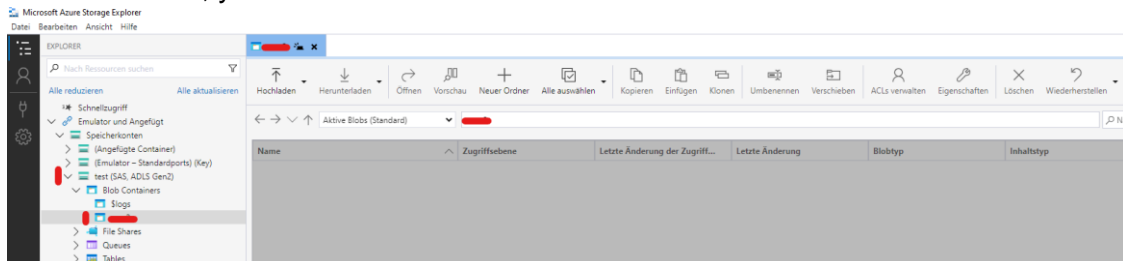 Microsoft Azure Storage Explorer
Datei Bearbeiten Ansicht Hilfe
EXPLORER
Nach Ressourcen suchen
Alle reduzieren Alle aktualisieren
Schnellzugriff
Emulator und Angefügt
Speicherkonten
(Angefügte Container)
(Emulator – Standardports) (Key)
test (SAS, ADLS Gen2)
Blob Containers
$logs
File Shares
Queues
Tables
Hochladen Herunterladen Öffnen Vorschau Neuer Ordner Alle auswählen Kopieren Einfügen Klonen Umbenennen Verschieben ACLs verwalten Eigenschaften Löschen Wiederherstellen
Aktive Blobs (Standard)
Name Zugriffsebene Letzte Änderung der Zugriff... Letzte Änderung Blobtyp Inhaltstyp